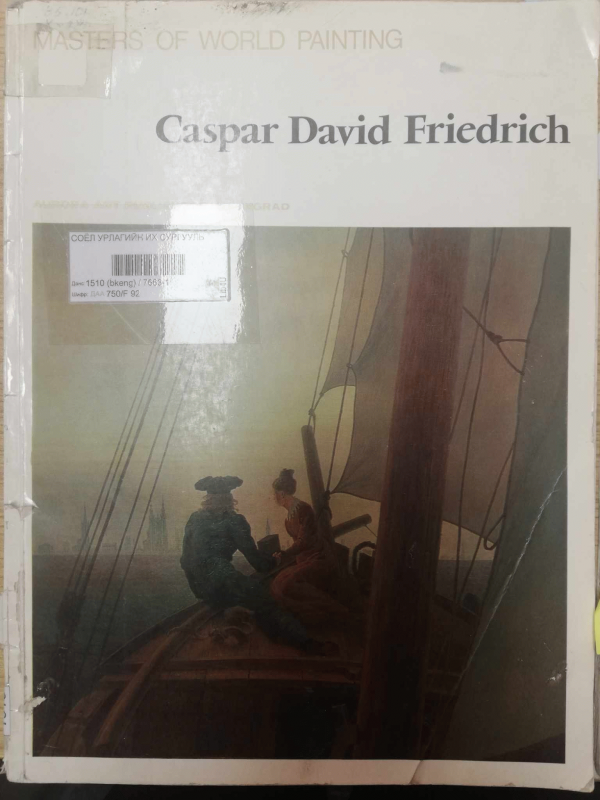 MASTERS OF WORLD PAINTING
Caspar David Friedrich
СОЁЛ УРЛАГИЙН ИХ СУРГУУЛЬ
1510 (bkeng)
750/F 92